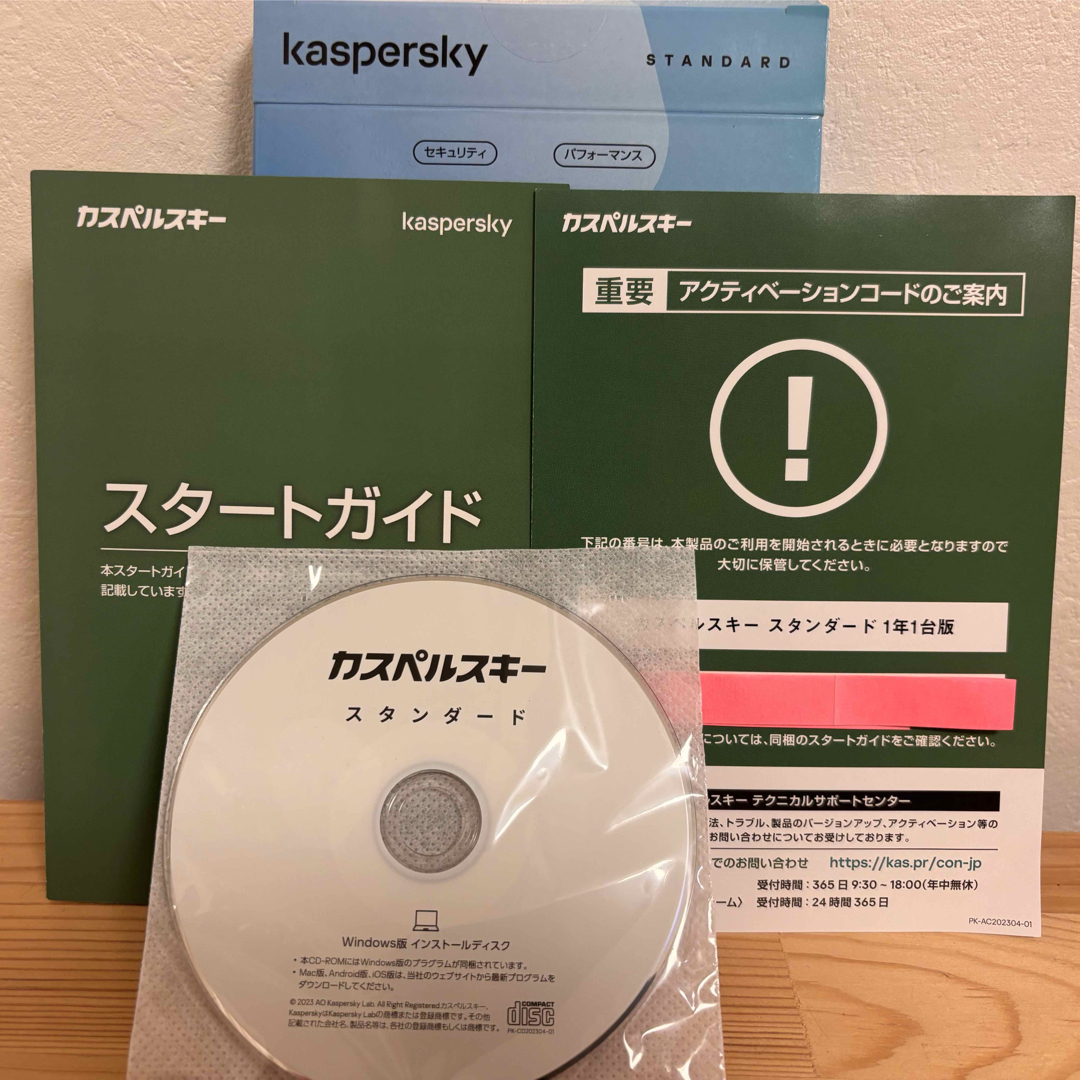 kaspersky
STANDARD
セキュリティ
パフォーマンス
カスペルスキー
kaspersky
スタートガイド
本スタートガイ
記載しています
カスペルスキー
重要 アクティベーションコードのご案内
!
下記の番号は、本製品のご利用を開始されるときに必要となりますので
大切に保管してください。
カスペルスキー スタンダード 1年1台版
については、同梱のスタートガイドをご確認ください。
スキー テクニカルサポートセンター
法、トラブル、製品のバージョンアップ、アクティベーション等の
お問い合わせについてお受けしております。
でのお問い合わせ https://kas.pr/con-jp
受付時間:365日 9:30~18:00(年中無休)
ーム〉 受付時間:24時間365日
PK-AC202304-01
カスペルスキー
スタンダード
Windows版 インストールディスク
・本CD-ROMにはWindows版のプログラムが同梱されています。
・Mac版、Android版、iOS版は、当社のウェブサイトから最新プログラムを
ダウンロードしてください。
© 2023 AO Kaspersky Lab. All Right Registered.カスペルスキー、
KasperskyはKaspersky Labの商標または登録商標です。その他
記載された会社名、製品名等は、各社の登録商標もしくは商標です。
COMPACT
disc
PK-CD202304-01